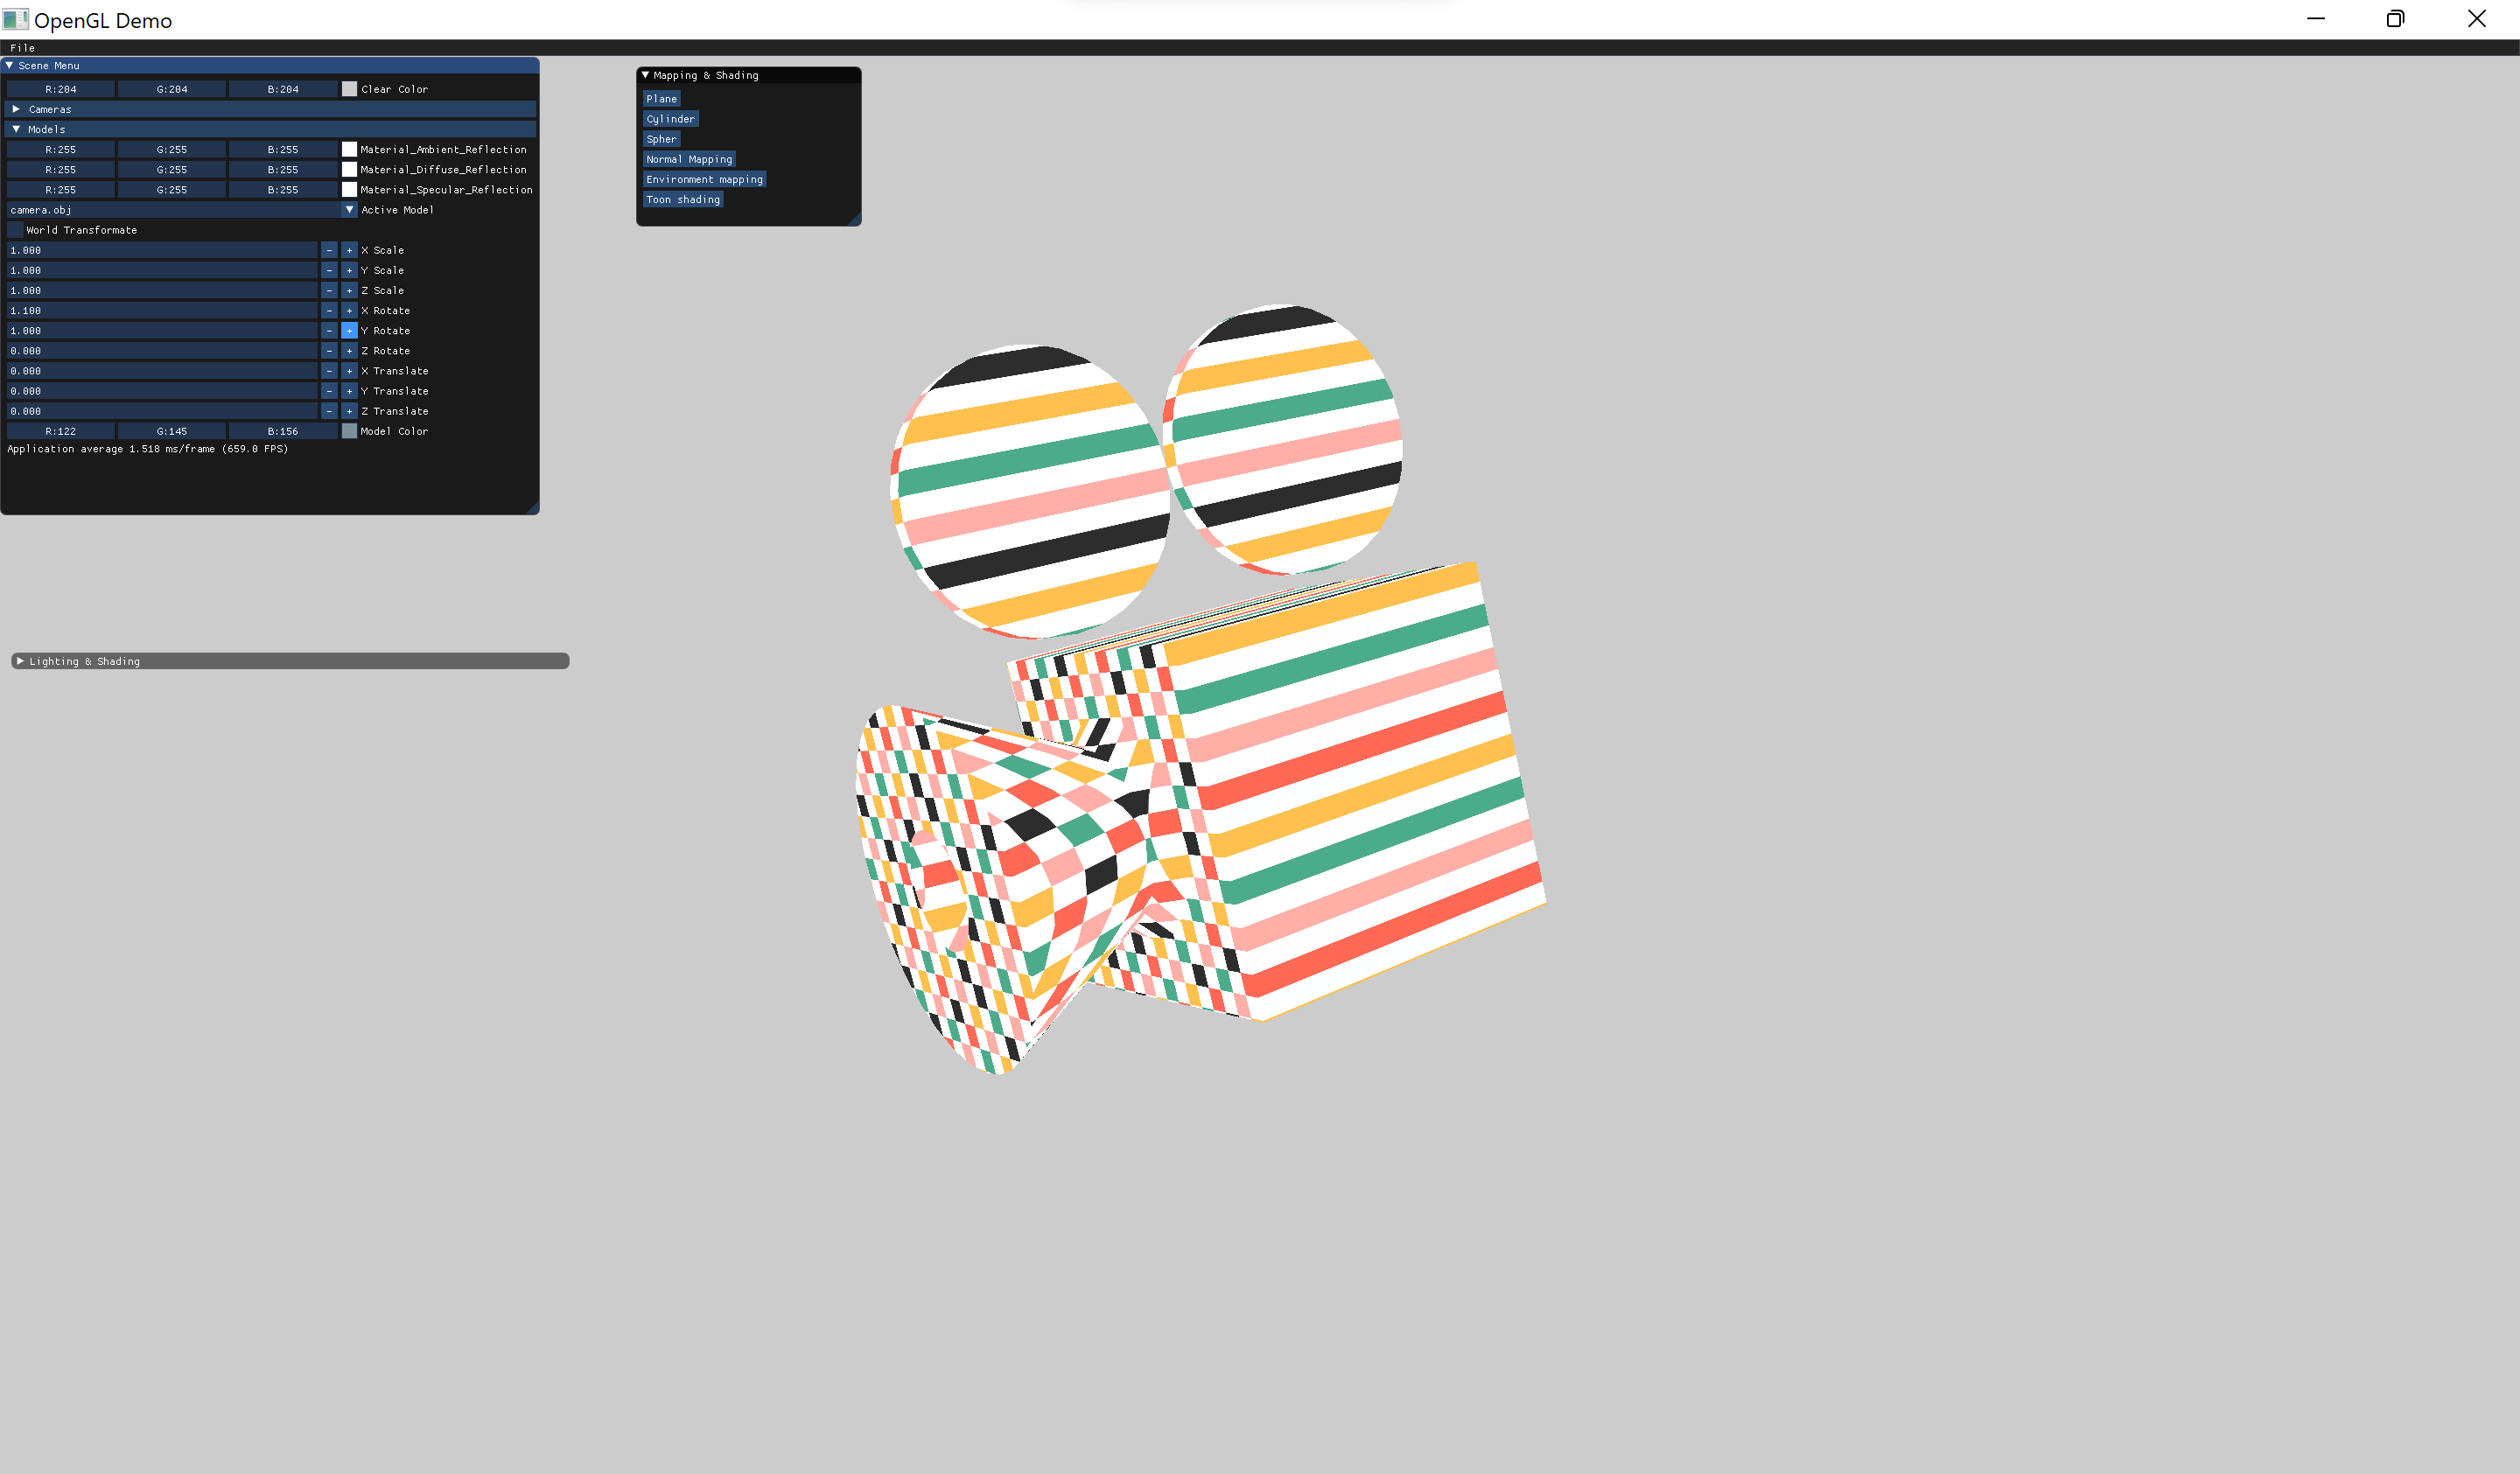 OpenGL Demo
File
Scene Menu
R:204 G:204 B:204 Clear Color
Cameras
Models
R:255 G:255 B:255 Material_Ambient_Reflection
R:255 G:255 B:255 Material_Diffuse_Reflection
R:255 G:255 B:255 Material_Specular_Reflection
camera.obj Active Model
World Transformate
1.000 - + X Scale
1.000 - + Y Scale
1.000 - + Z Scale
1.100 - + X Rotate
1.000 - + Y Rotate
0.000 - + Z Rotate
0.000 - + X Translate
0.000 - + Y Translate
0.000 - + Z Translate
R:122 G:145 B:156 Model Color
Application average 1.518 ms/frame (659.0 FPS)
Mapping & Shading
Plane
Cylinder
Spher
Normal Mapping
Environment mapping
Toon shading
Lighting & Shading